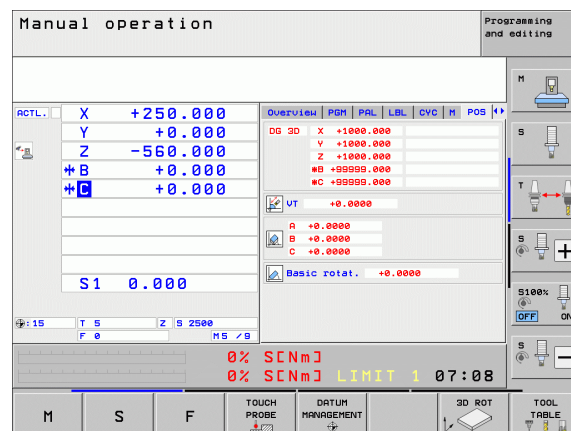 Manual operation
Programming and editing
ACTL. X +250.000
Y +0.000
Z -560.000
B +0.000
C +0.000
S1 0.000
:15 T 5 Z S 2500
F 0 M5 /9
Overview PGM PAL LBL CYC M POS
DG 3D X +1000.000
Y +1000.000
Z +1000.000
*B +99999.000
*C +99999.000
VT +0.0000
A +0.0000
B +0.0000
C +0.0000
Basic rotat. +0.0000
0% S[Nm]
0% S[Nm] LIMIT 1 07:08
M
S
T
S +
S100%
OFF ON
S -
M S F TOUCH PROBE DATUM MANAGEMENT 3D ROT TOOL TABLE